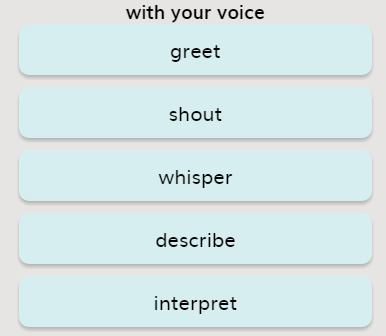 with your voice
greet
shout
whisper
describe
interpret